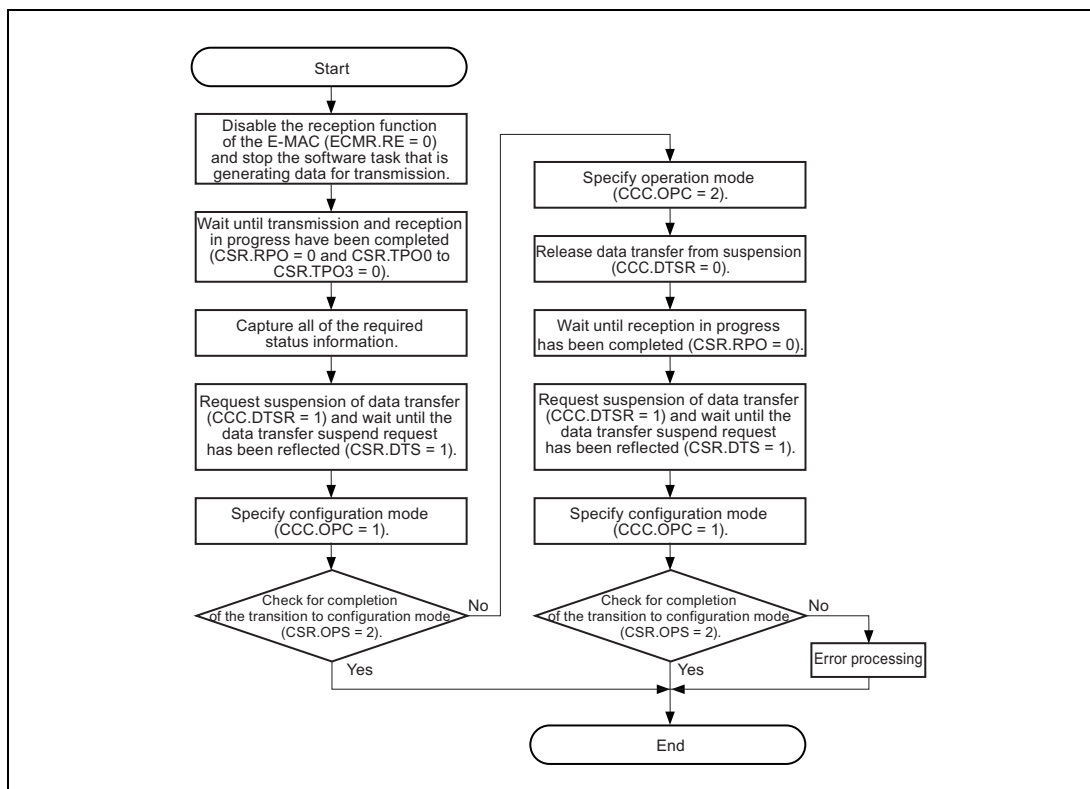 Start
Disable the reception function
of the E-MAC (ECMR.RE = 0)
and stop the software task that is
generating data for transmission.
Wait until transmission and reception
in progress have been completed
(CSR.RPO = 0 and CSR.TPO0 to
CSR.TPO3 = 0).
Capture all of the required
status information.
Request suspension of data transfer
(CCC.DTSR = 1) and wait until the
data transfer suspend request
has been reflected (CSR.DTS = 1).
Specify configuration mode
(CCC.OPC = 1).
Check for completion
of the transition to configuration mode
(CSR.OPS = 2).
No
Yes
Specify operation mode
(CCC.OPC = 2).
Release data transfer from suspension
(CCC.DTSR = 0).
Wait until reception in progress
has been completed (CSR.RPO = 0).
Request suspension of data transfer
(CCC.DTSR = 1) and wait until the
data transfer suspend request
has been reflected (CSR.DTS = 1).
Specify configuration mode
(CCC.OPC = 1).
Check for completion
of the transition to configuration mode
(CSR.OPS = 2).
No
Error processing
Yes
End